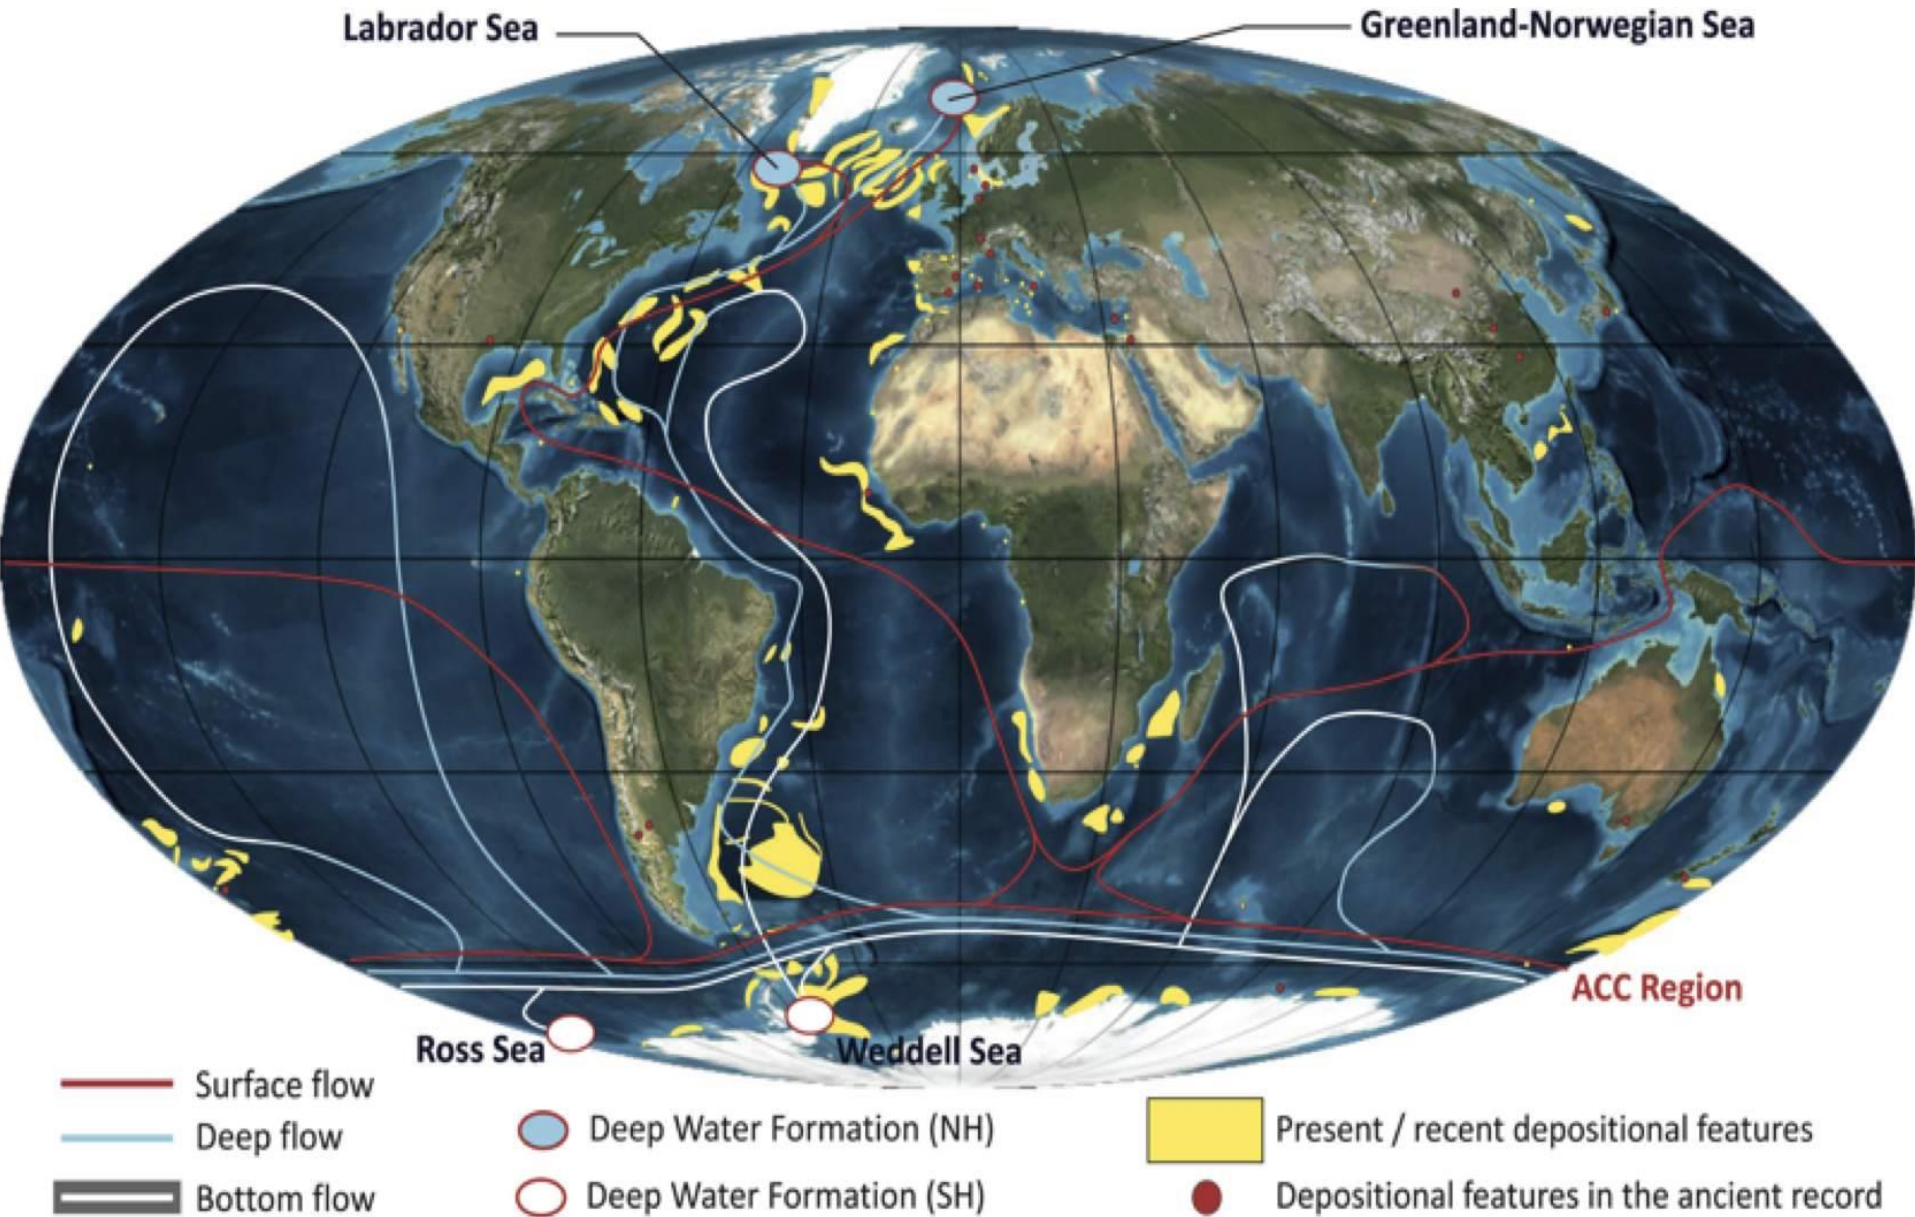 Labrador Sea
Greenland-Norwegian Sea
ACC Region
Ross Sea
Weddell Sea
Surface flow
Deep flow
Bottom flow
Deep Water Formation (NH)
Deep Water Formation (SH)
Present / recent depositional features
Depositional features in the ancient record